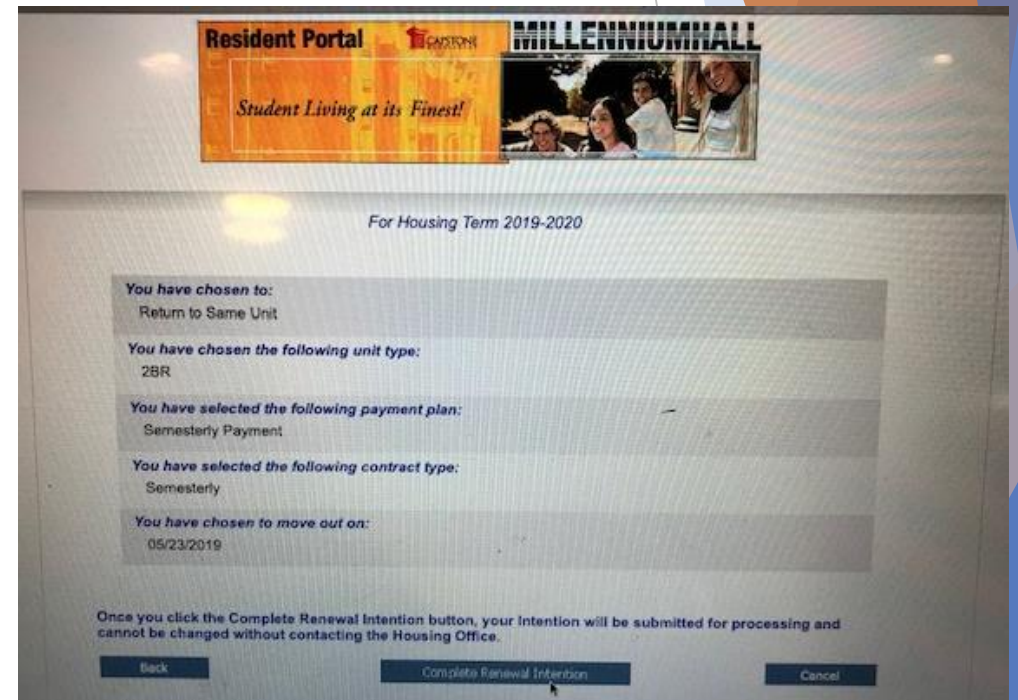 Resident Portal
CAPSTONE
MILLENNIUMHALL
Student Living at its Finest!
For Housing Term 2019-2020
You have chosen to:
Return to Same Unit
You have chosen the following unit type:
2BR
You have selected the following payment plan:
Semesterly Payment
You have selected the following contract type:
Semesterly
You have chosen to move out on:
05/23/2019
Once you click the Complete Renewal Intention button, your Intention will be submitted for processing and
cannot be changed without contacting the Housing Office.
Back
Complete Renewal Intention
Cancel